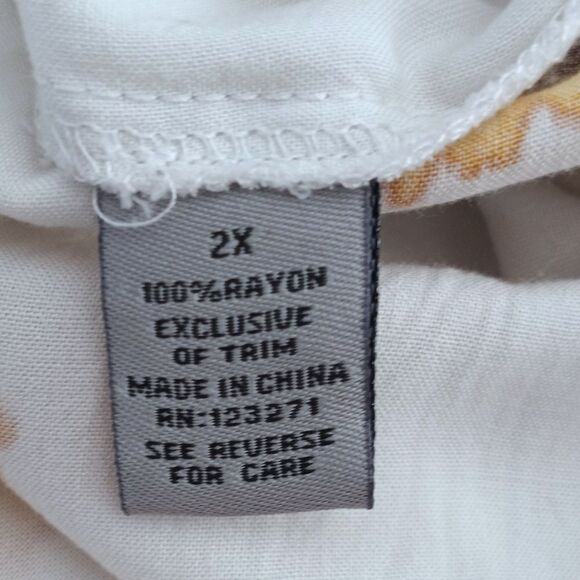 2X
100%RAYON
EXCLUSIVE
OF TRIM
MADE IN CHINA
RN:123271
SEE REVERSE
FOR CARE